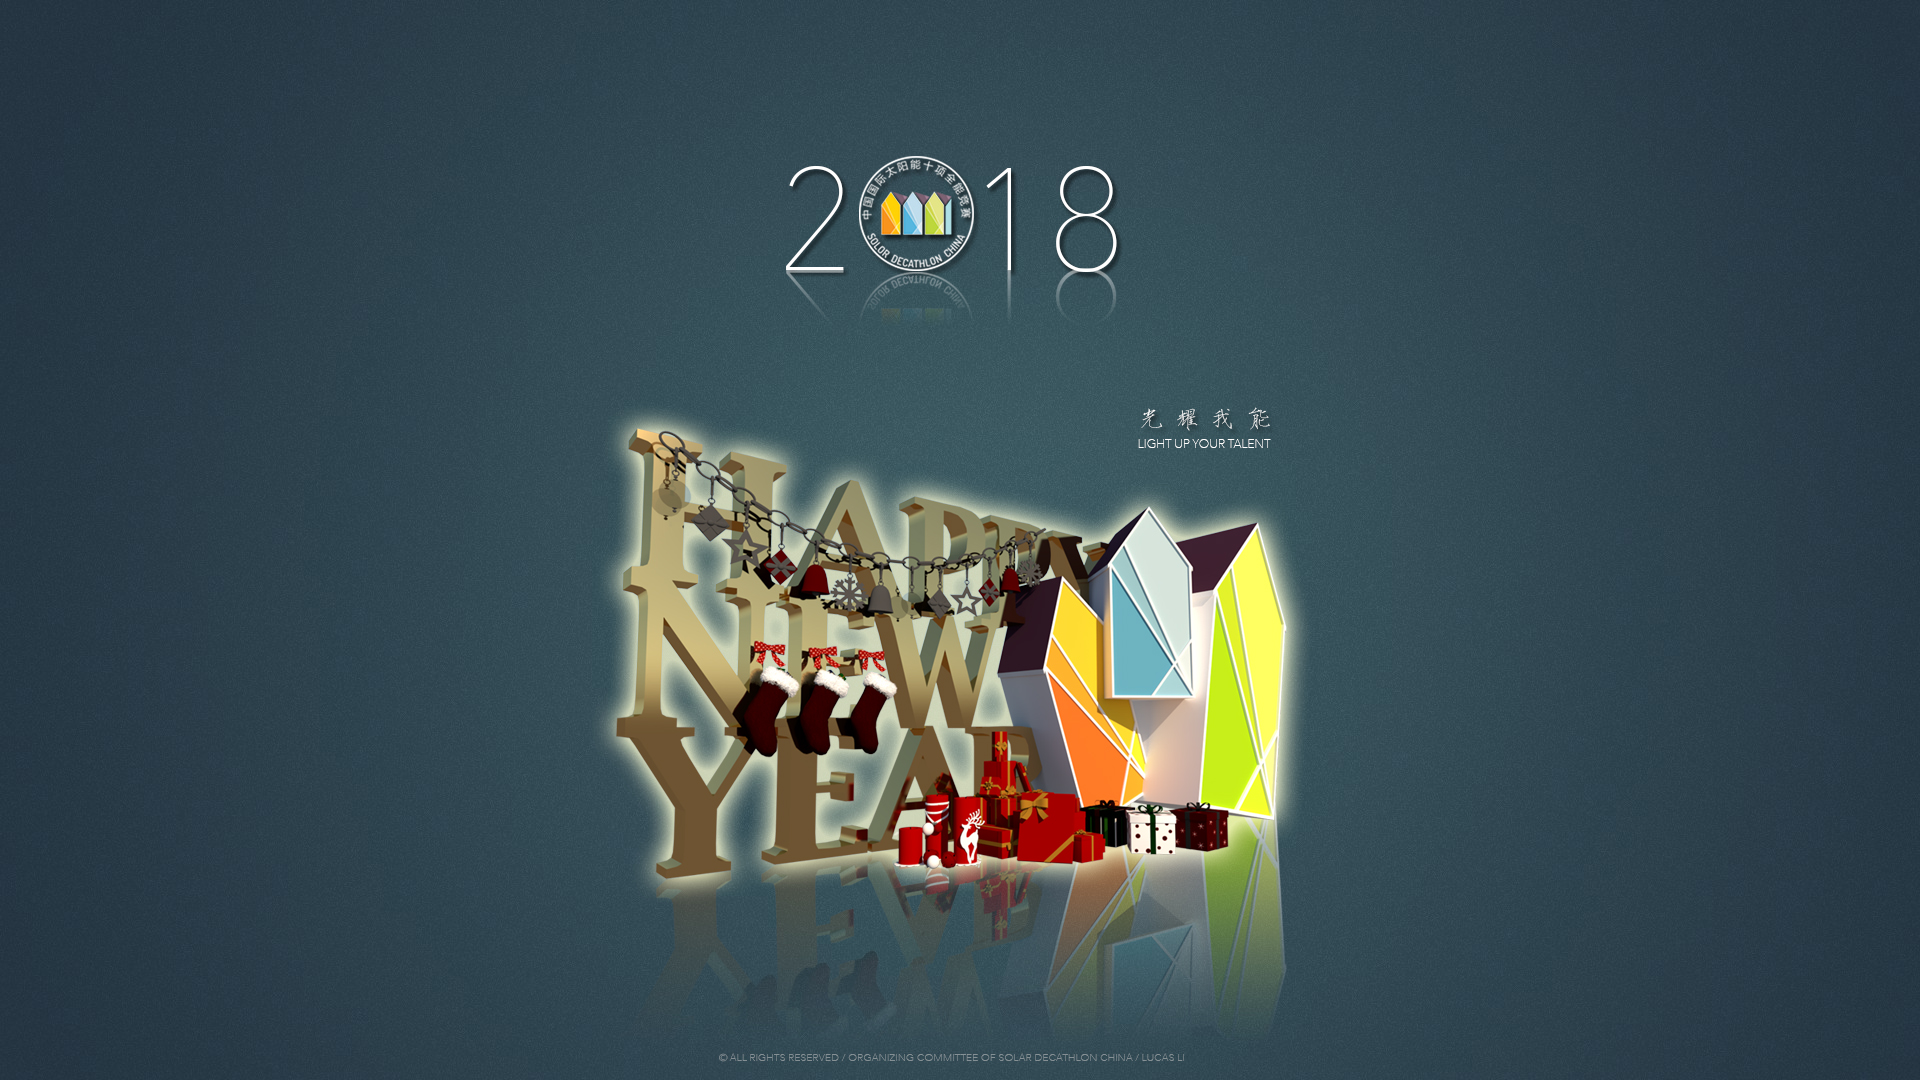 2018
中国国际太阳能十项全能竞赛
SOLOR DECATHLON CHINA
光耀我能
LIGHT UP YOUR TALENT
HAPPY
NEW
YEAR
© ALL RIGHTS RESERVED / ORGANIZING COMMITTEE OF SOLAR DECATHLON CHINA / LUCAS LI